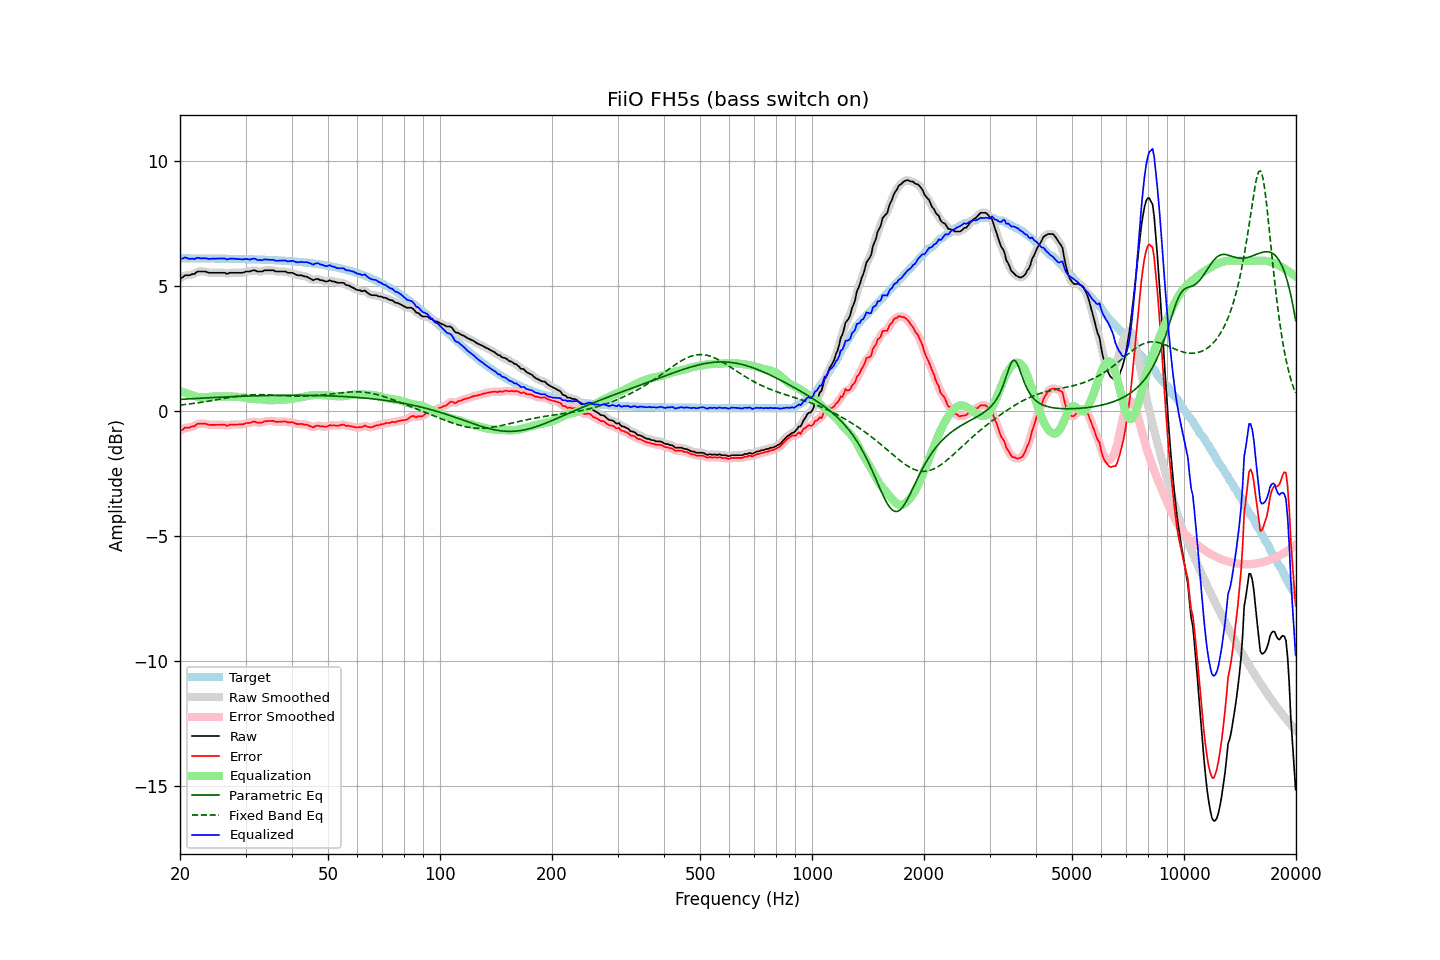 FiiO FH5s (bass switch on)
Amplitude (dBr)
10
5
0
−5
−10
−15
Target
Raw Smoothed
Error Smoothed
Raw
Error
Equalization
Parametric Eq
Fixed Band Eq
Equalized
20 50 100 200 500 1000 2000 5000 10000 20000
Frequency (Hz)